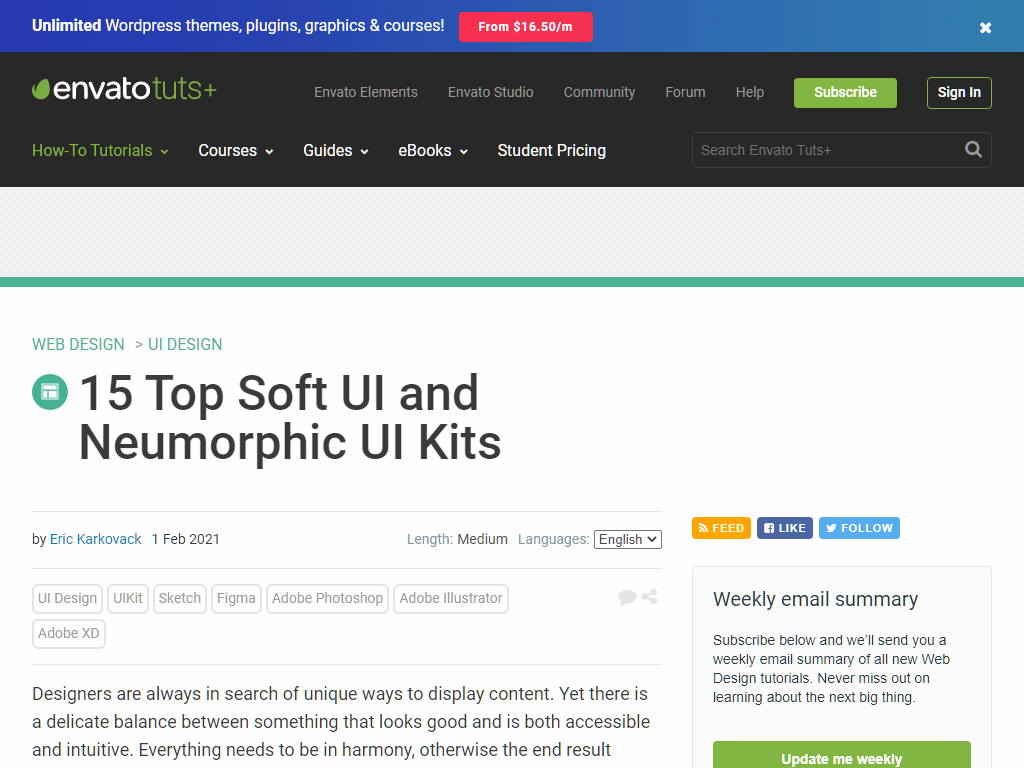 Unlimited Wordpress themes, plugins, graphics & courses! From $16.50/m
envatotuts+ Envato Elements Envato Studio Community Forum Help Subscribe Sign In
How-To Tutorials Courses Guides eBooks Student Pricing Search Envato Tuts+
WEB DESIGN > UI DESIGN
15 Top Soft UI and
Neumorphic UI Kits
by Eric Karkovack 1 Feb 2021 Length: Medium Languages: English
FEED LIKE FOLLOW
UI Design UIKit Sketch Figma Adobe Photoshop Adobe Illustrator
Adobe XD
Designers are always in search of unique ways to display content. Yet there is
a delicate balance between something that looks good and is both accessible
and intuitive. Everything needs to be in harmony, otherwise the end result
Weekly email summary
Subscribe below and we'll send you a
weekly email summary of all new Web
Design tutorials. Never miss out on
learning about the next big thing.
Update me weekly